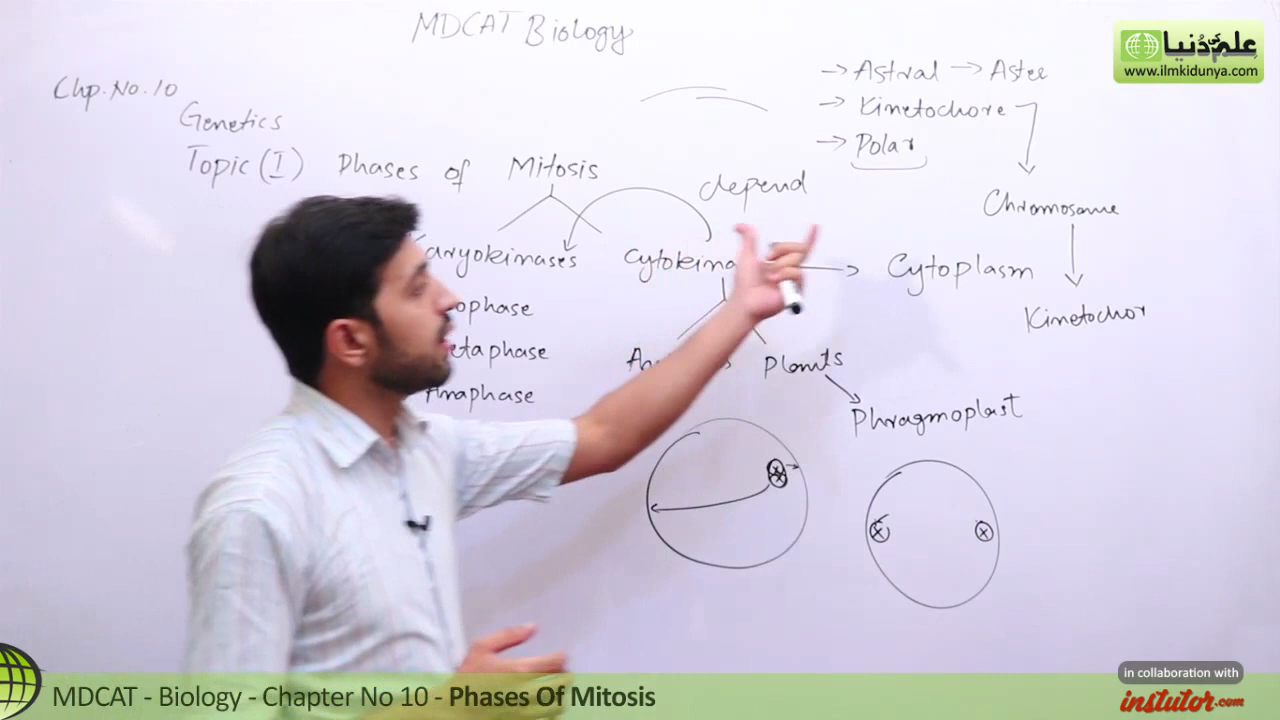 MDCAT Biology
علم کی دُنیا
www.ilmkidunya.com
Chp. No. 10
Genetics
Topic (I) Phases of Mitosis
→ Astral → Aster
→ Kinetochore
→ Polar
depend
Chromosome
Kinetochor
aryokinases
Cytokina
Cytoplasm
ophase
etaphase
Anaphase
Plants
Phragmoplast
MDCAT - Biology - Chapter No 10 - Phases Of Mitosis
in collaboration with
instutor.com